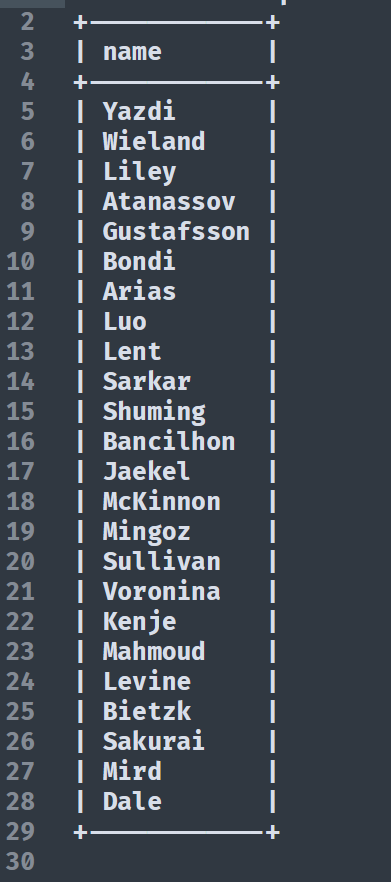 2 +------------+
3 | name       |
4 +------------+
5 | Yazdi      |
6 | Wieland    |
7 | Liley      |
8 | Atanassov  |
9 | Gustafsson |
10 | Bondi      |
11 | Arias      |
12 | Luo        |
13 | Lent       |
14 | Sarkar     |
15 | Shuming    |
16 | Bancilhon  |
17 | Jaekel     |
18 | McKinnon   |
19 | Mingoz     |
20 | Sullivan   |
21 | Voronina   |
22 | Kenje      |
23 | Mahmoud    |
24 | Levine     |
25 | Bietzk     |
26 | Sakurai    |
27 | Mird       |
28 | Dale       |
29 +------------+
30